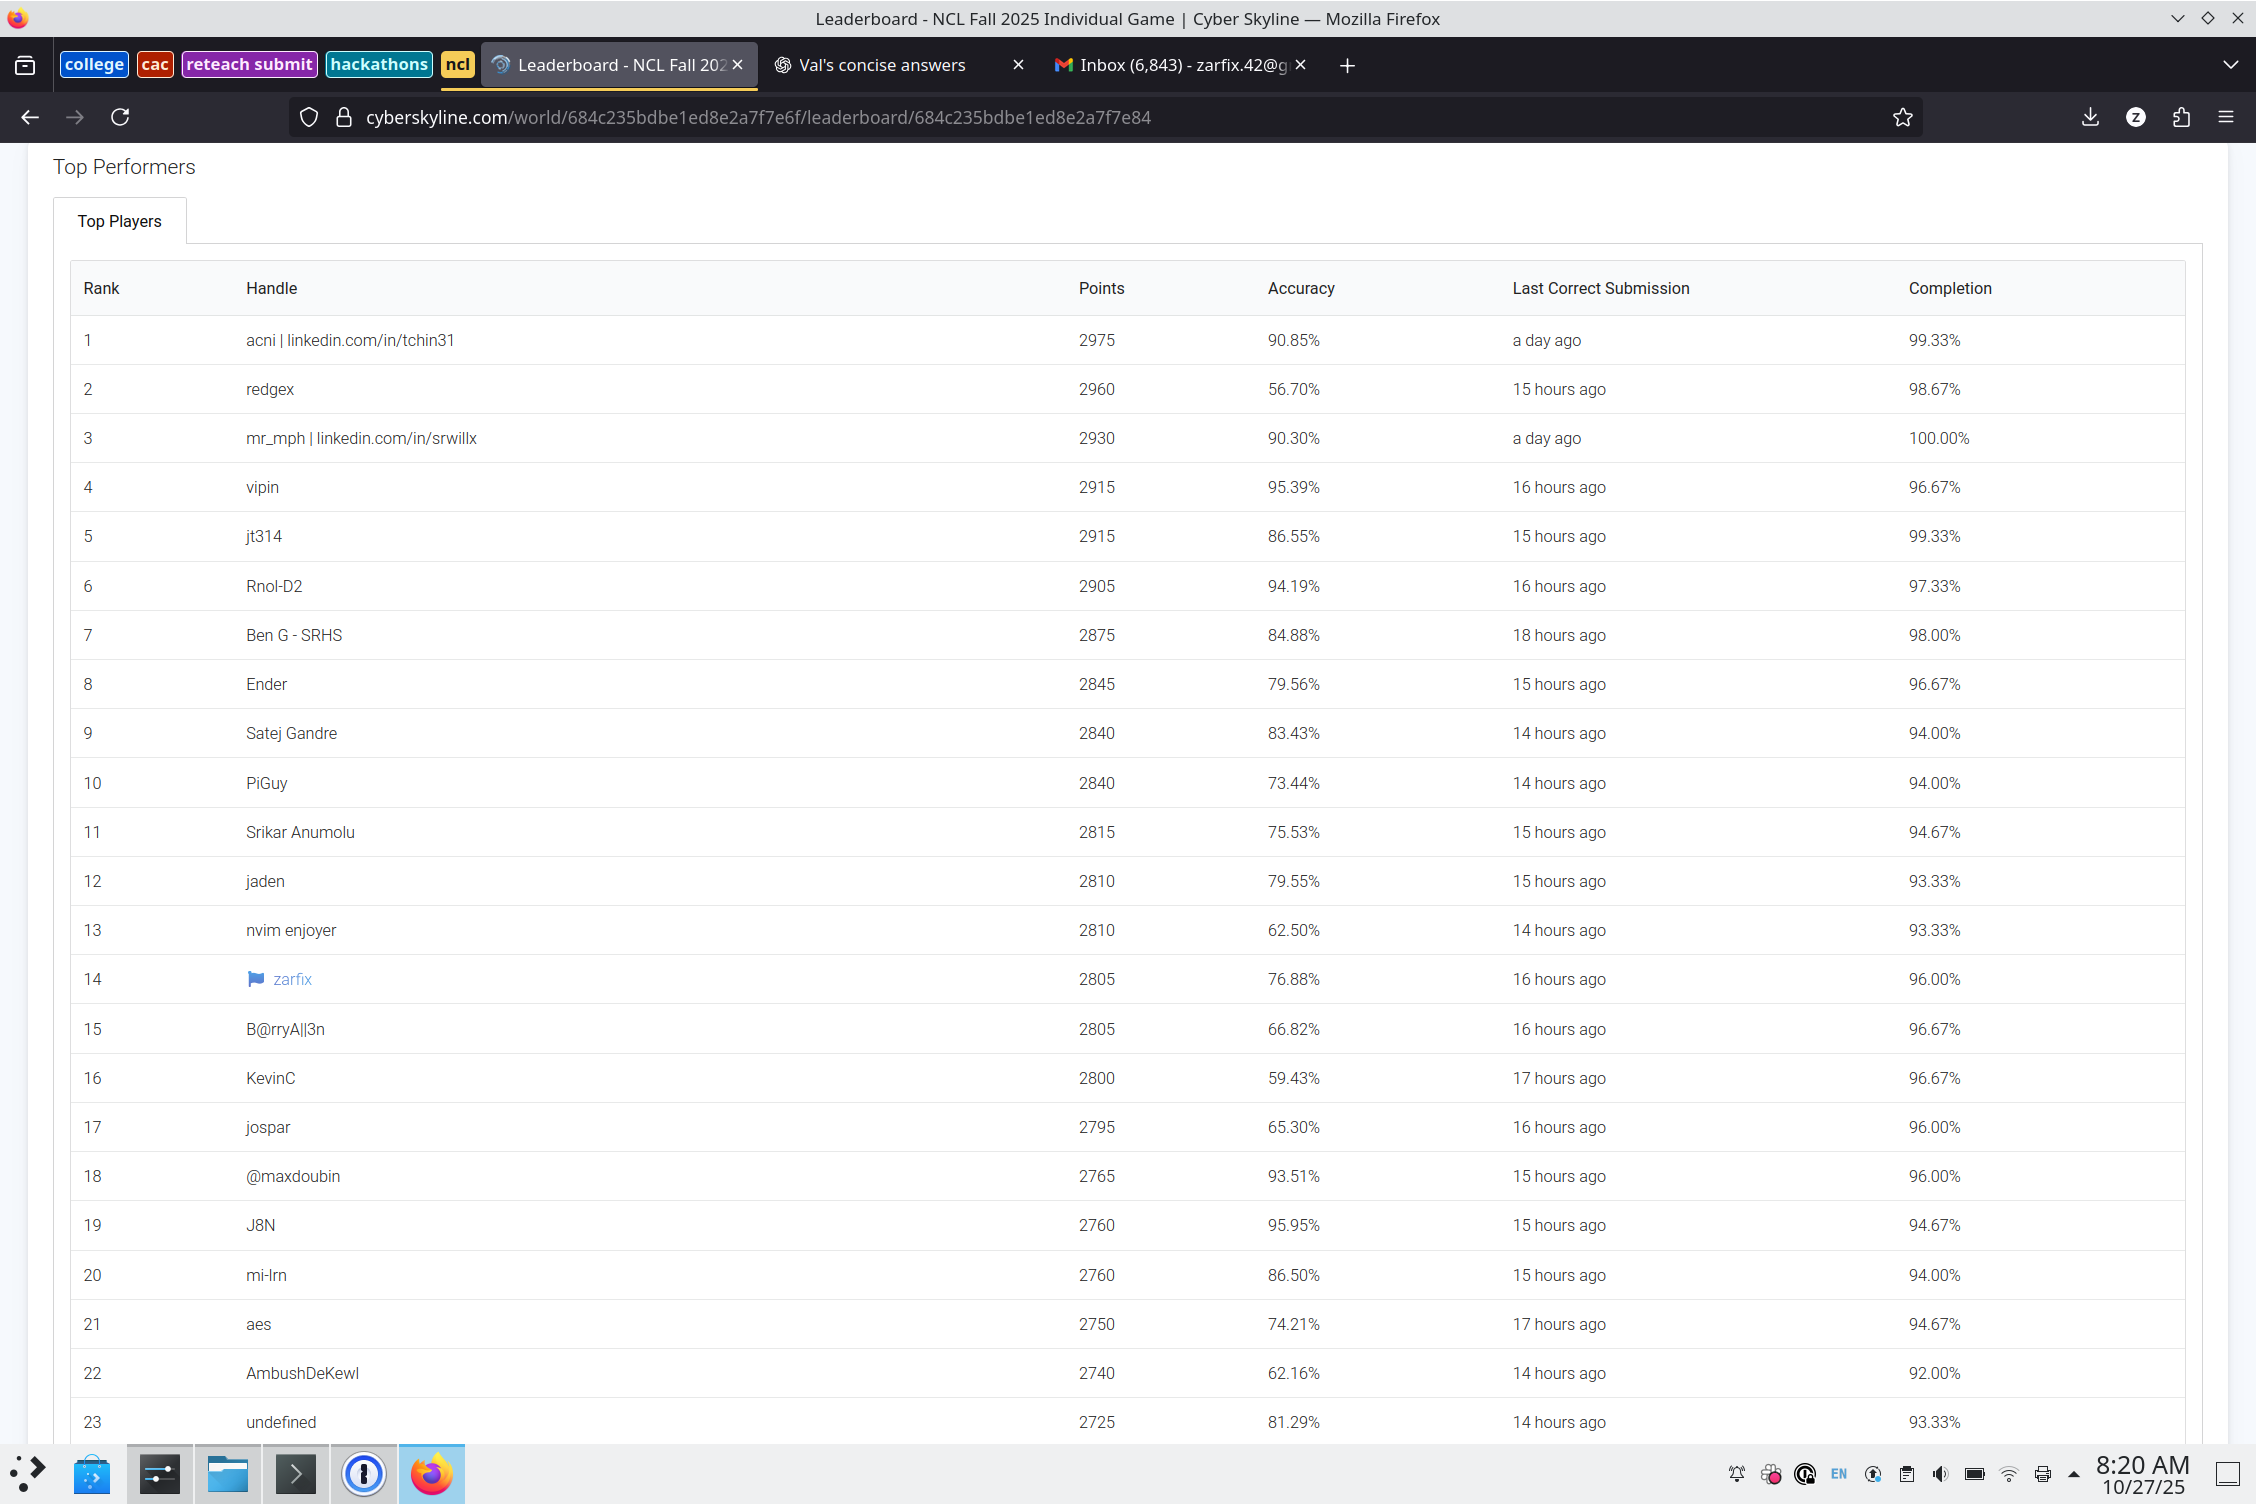 Leaderboard - NCL Fall 2025 Individual Game | Cyber Skyline — Mozilla Firefox
college cac reteach submit hackathons ncl Leaderboard - NCL Fall 202 Val's concise answers Inbox (6,843) - zarfix.42@g
cyberskyline.com/world/684c235bdbe1ed8e2a7f7e6f/leaderboard/684c235bdbe1ed8e2a7f7e84 Z
Top Performers
Top Players
Rank Handle Points Accuracy Last Correct Submission Completion
1 acni | linkedin.com/in/tchin31 2975 90.85% a day ago 99.33%
2 redgex 2960 56.70% 15 hours ago 98.67%
3 mr_mph | linkedin.com/in/srwillx 2930 90.30% a day ago 100.00%
4 vipin 2915 95.39% 16 hours ago 96.67%
5 jt314 2915 86.55% 15 hours ago 99.33%
6 Rnol-D2 2905 94.19% 16 hours ago 97.33%
7 Ben G - SRHS 2875 84.88% 18 hours ago 98.00%
8 Ender 2845 79.56% 15 hours ago 96.67%
9 Satej Gandre 2840 83.43% 14 hours ago 94.00%
10 PiGuy 2840 73.44% 14 hours ago 94.00%
11 Srikar Anumolu 2815 75.53% 15 hours ago 94.67%
12 jaden 2810 79.55% 15 hours ago 93.33%
13 nvim enjoyer 2810 62.50% 14 hours ago 93.33%
14 zarfix 2805 76.88% 16 hours ago 96.00%
15 B@rryA||3n 2805 66.82% 16 hours ago 96.67%
16 KevinC 2800 59.43% 17 hours ago 96.67%
17 jospar 2795 65.30% 16 hours ago 96.00%
18 @maxdoubin 2765 93.51% 15 hours ago 96.00%
19 J8N 2760 95.95% 15 hours ago 94.67%
20 mi-lrn 2760 86.50% 15 hours ago 94.00%
21 aes 2750 74.21% 17 hours ago 94.67%
22 AmbushDeKewl 2740 62.16% 14 hours ago 92.00%
23 undefined 2725 81.29% 14 hours ago 93.33%
EN 8:20 AM
10/27/25